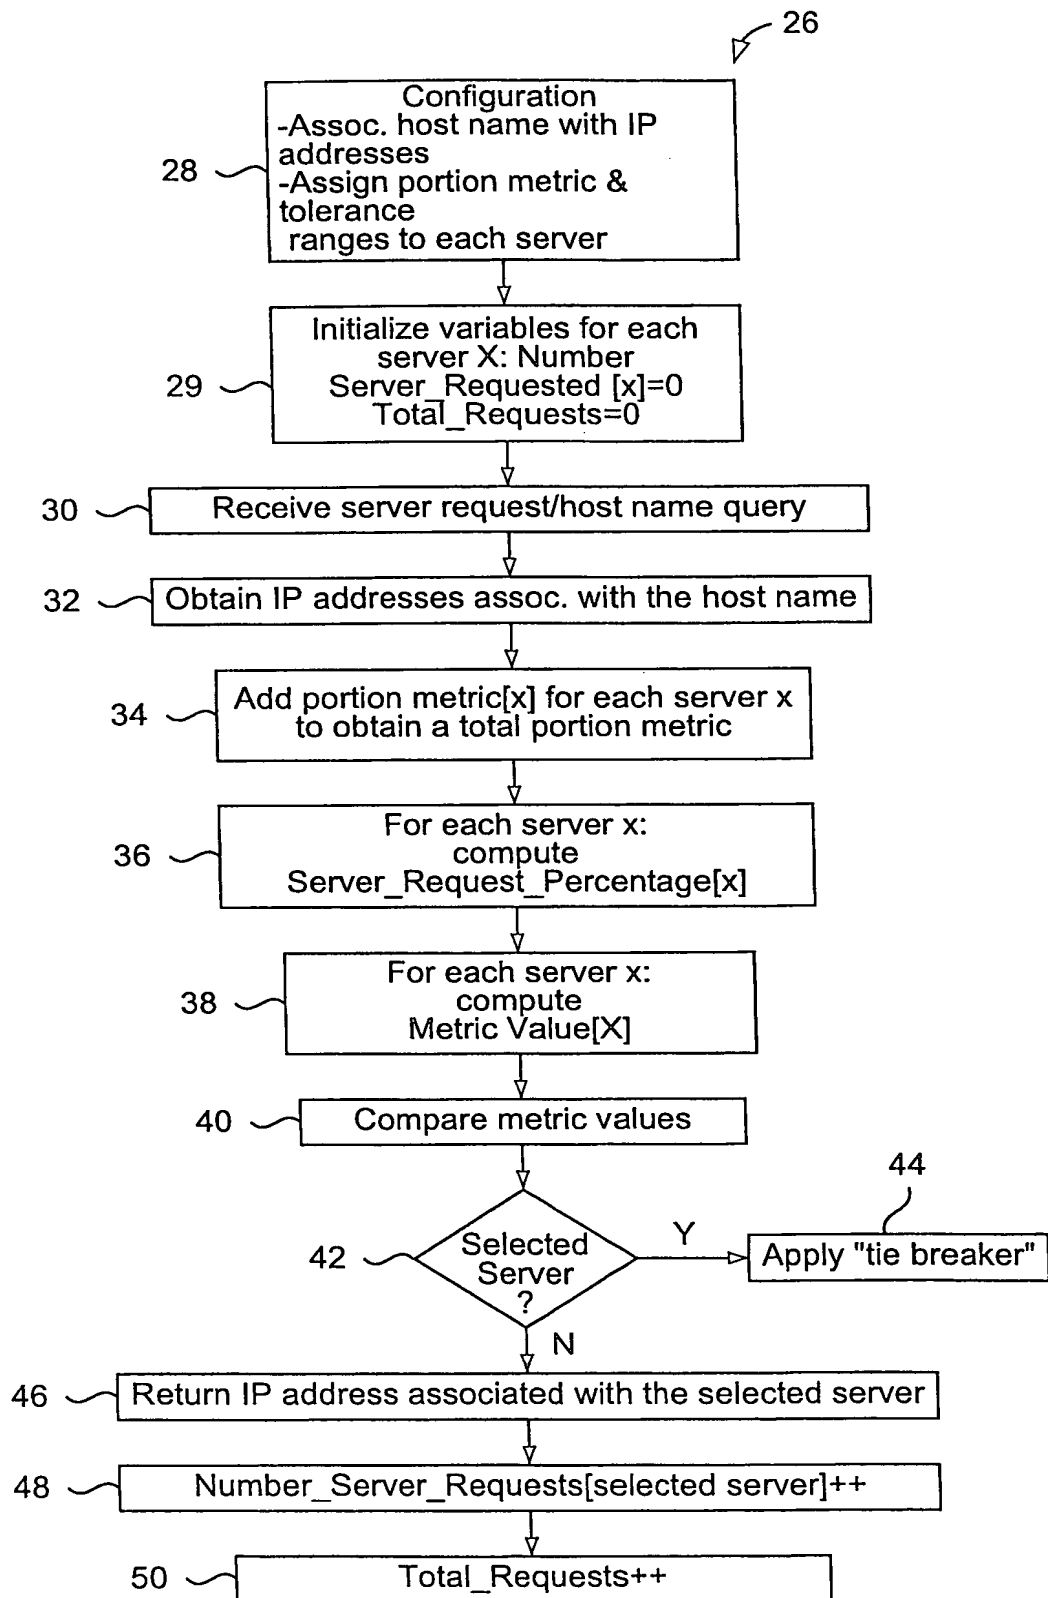 26
Configuration
-Assoc. host name with IP
addresses
-Assign portion metric &
tolerance
ranges to each server
28
Initialize variables for each
server X: Number
Server_Requested [x]=0
Total_Requests=0
29
30
Receive server request/host name query
32
Obtain IP addresses assoc. with the host name
34
Add portion metric[x] for each server x
to obtain a total portion metric
36
For each server x:
compute
Server_Request_Percentage[x]
38
For each server x:
compute
Metric Value[X]
40
Compare metric values
42
Selected
Server
?
Y
44
Apply "tie breaker"
N
46
Return IP address associated with the selected server
48
Number_Server_Requests[selected server]++
50
Total_Requests++